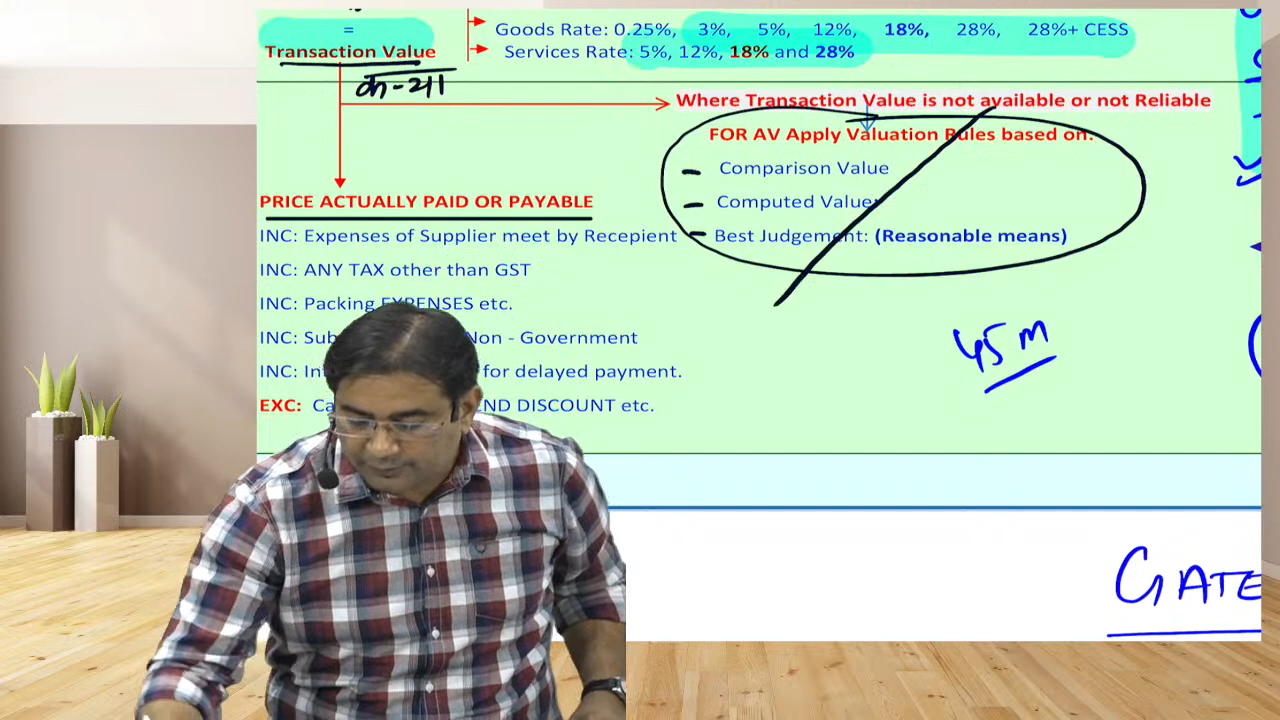 Goods Rate: 0.25%, 3%, 5%, 12%, 18%, 28%, 28%+ CESS
=
Transaction Value
Services Rate: 5%, 12%, 18% and 28%
ch-211
Where Transaction Value is not available or not Reliable
FOR AV Apply Valuation Rules based on:
Comparison Value
Computed Value:
Best Judgement: (Reasonable means)
PRICE ACTUALLY PAID OR PAYABLE
INC: Expenses of Supplier meet by Recepient
INC: ANY TAX other than GST
INC: Packing EXPENSES etc.
INC: Non - Government
INC: for delayed payment.
EXC: DISCOUNT etc.
45 m
GATE